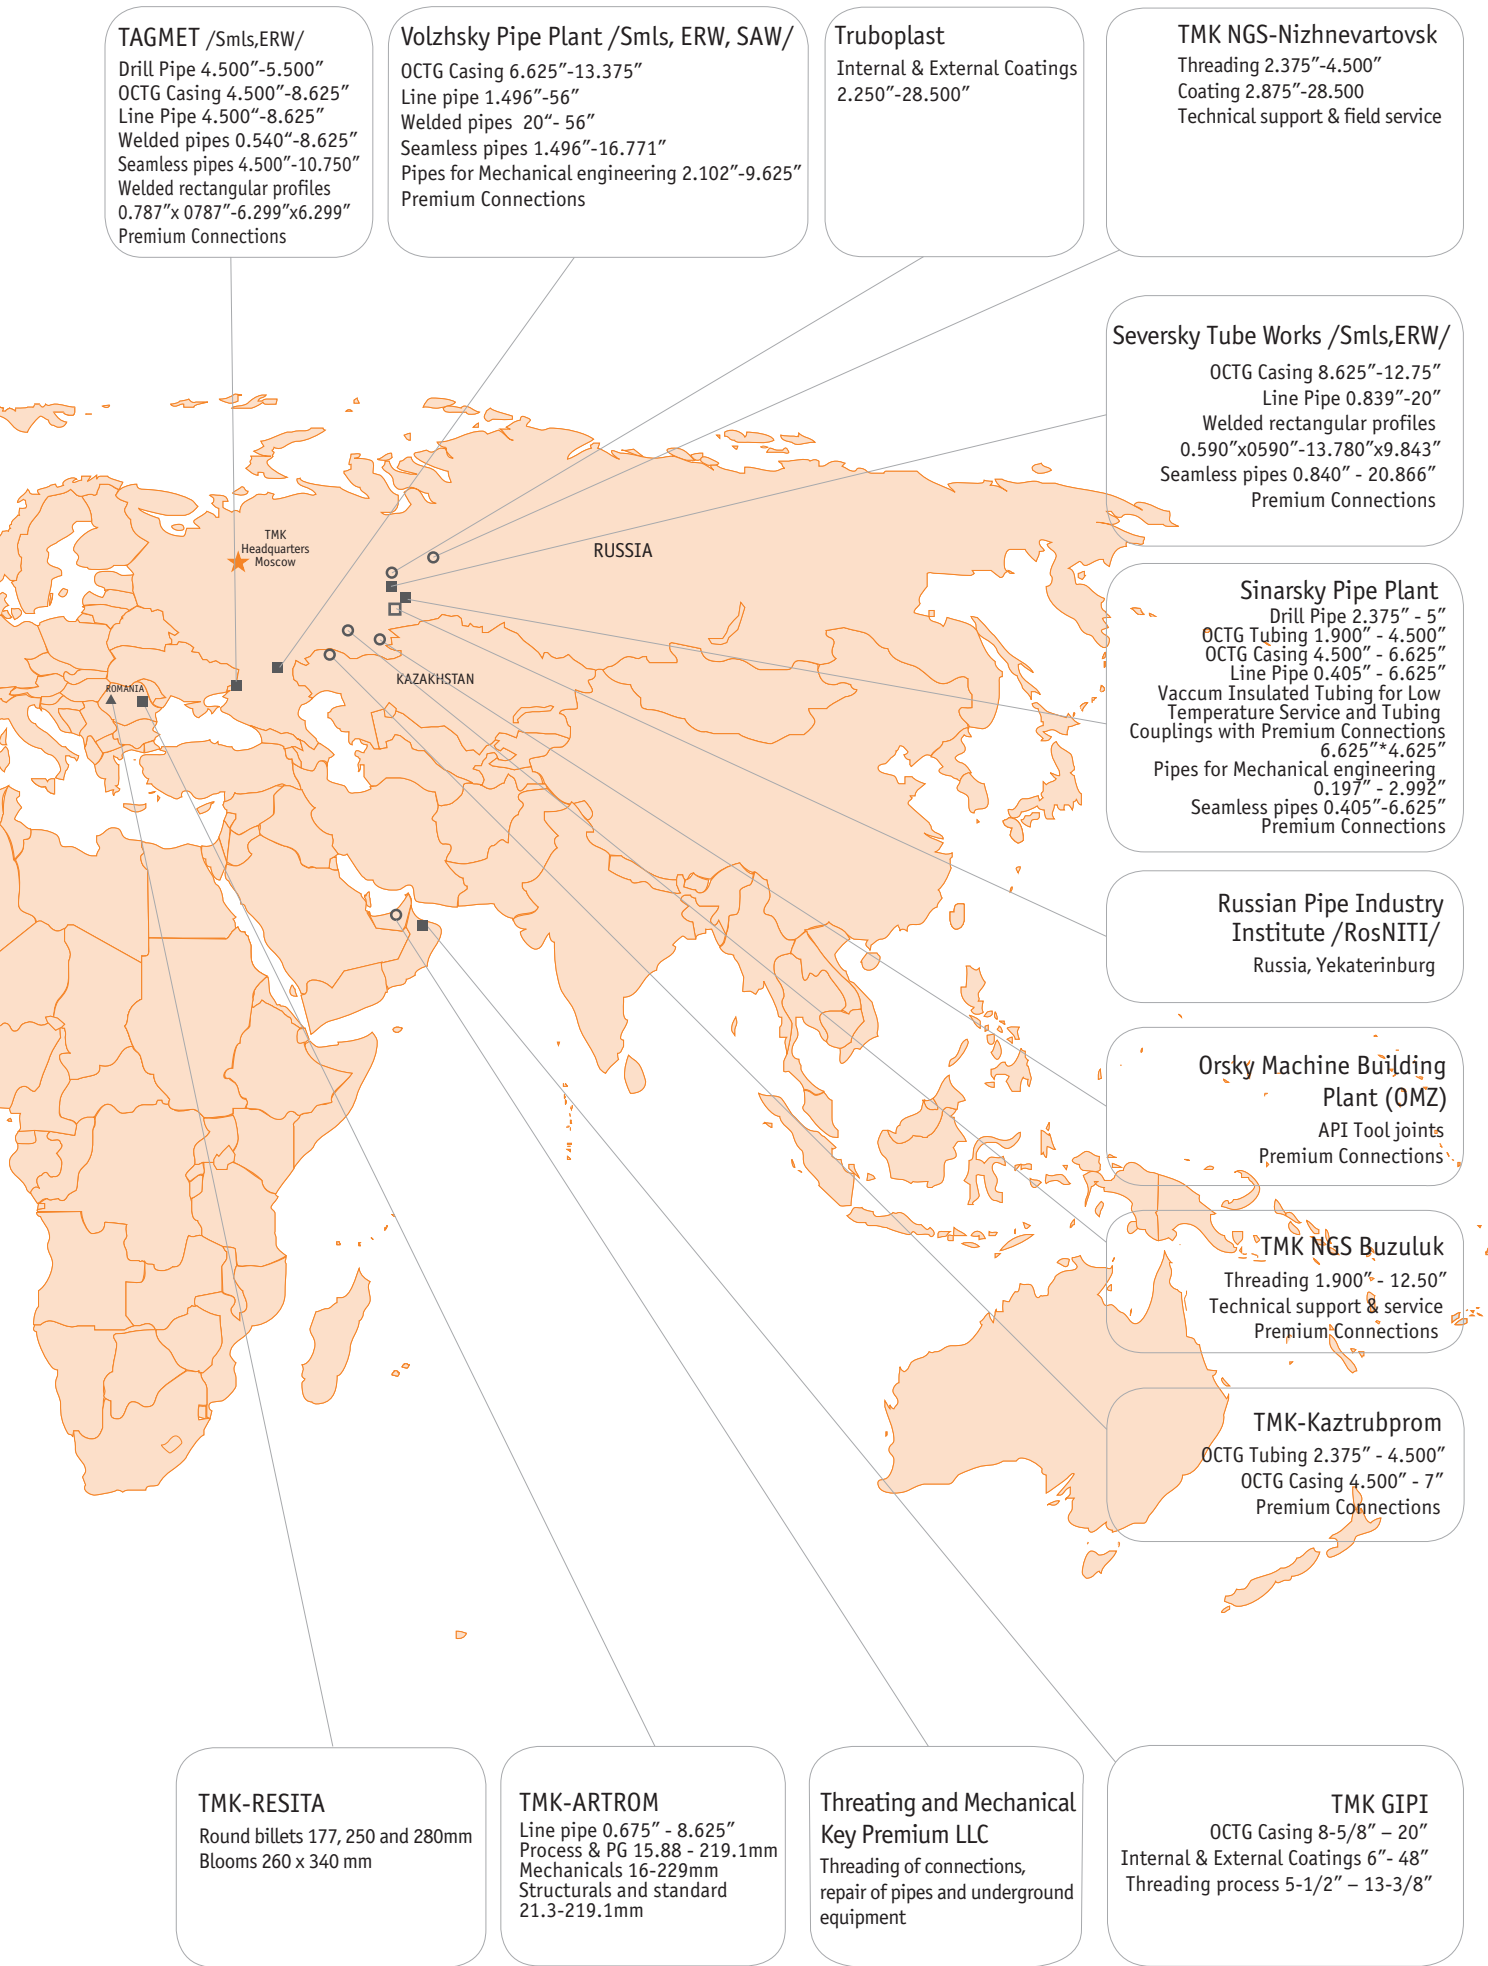 TAGMET /Smls,ERW/
Drill Pipe 4.500”-5.500”
OCTG Casing 4.500”-8.625”
Line Pipe 4.500“-8.625”
Welded pipes 0.540“-8.625”
Seamless pipes 4.500”-10.750”
Welded rectangular profiles
0.787”x 0787”-6.299”x6.299”
Premium Connections
Volzhsky Pipe Plant /Smls, ERW, SAW/
OCTG Casing 6.625”-13.375”
Line pipe 1.496”-56”
Welded pipes 20“- 56”
Seamless pipes 1.496”-16.771”
Pipes for Mechanical engineering 2.102”-9.625”
Premium Connections
Truboplast
Internal & External Coatings
2.250”-28.500”
TMK NGS-Nizhnevartovsk
Threading 2.375”-4.500”
Coating 2.875”-28.500
Technical support & field service
Seversky Tube Works /Smls,ERW/
OCTG Casing 8.625”-12.75”
Line Pipe 0.839”-20”
Welded rectangular profiles
0.590”x0590”-13.780”x9.843”
Seamless pipes 0.840” - 20.866”
Premium Connections
TMK
Headquarters
Moscow
RUSSIA
KAZAKHSTAN
ROMANIA
Sinarsky Pipe Plant
Drill Pipe 2.375” - 5”
OCTG Tubing 1.900” - 4.500”
OCTG Casing 4.500” - 6.625”
Line Pipe 0.405” - 6.625”
Vaccum Insulated Tubing for Low
Temperature Service and Tubing
Couplings with Premium Connections
6.625”*4.625”
Pipes for Mechanical engineering
0.197” - 2.992”
Seamless pipes 0.405”-6.625”
Premium Connections
Russian Pipe Industry
Institute /RosNITI/
Russia, Yekaterinburg
Orsky Machine Building
Plant (OMZ)
API Tool joints
Premium Connections
TMK NGS Buzuluk
Threading 1.900” - 12.50”
Technical support & service
Premium Connections
TMK-Kaztrubprom
OCTG Tubing 2.375” - 4.500”
OCTG Casing 4.500” - 7”
Premium Connections
TMK-RESITA
Round billets 177, 250 and 280mm
Blooms 260 x 340 mm
TMK-ARTROM
Line pipe 0.675” - 8.625”
Process & PG 15.88 - 219.1mm
Mechanicals 16-229mm
Structurals and standard
21.3-219.1mm
Threating and Mechanical
Key Premium LLC
Threading of connections,
repair of pipes and underground
equipment
TMK GIPI
OCTG Casing 8-5/8” – 20”
Internal & External Coatings 6”- 48”
Threading process 5-1/2” – 13-3/8”